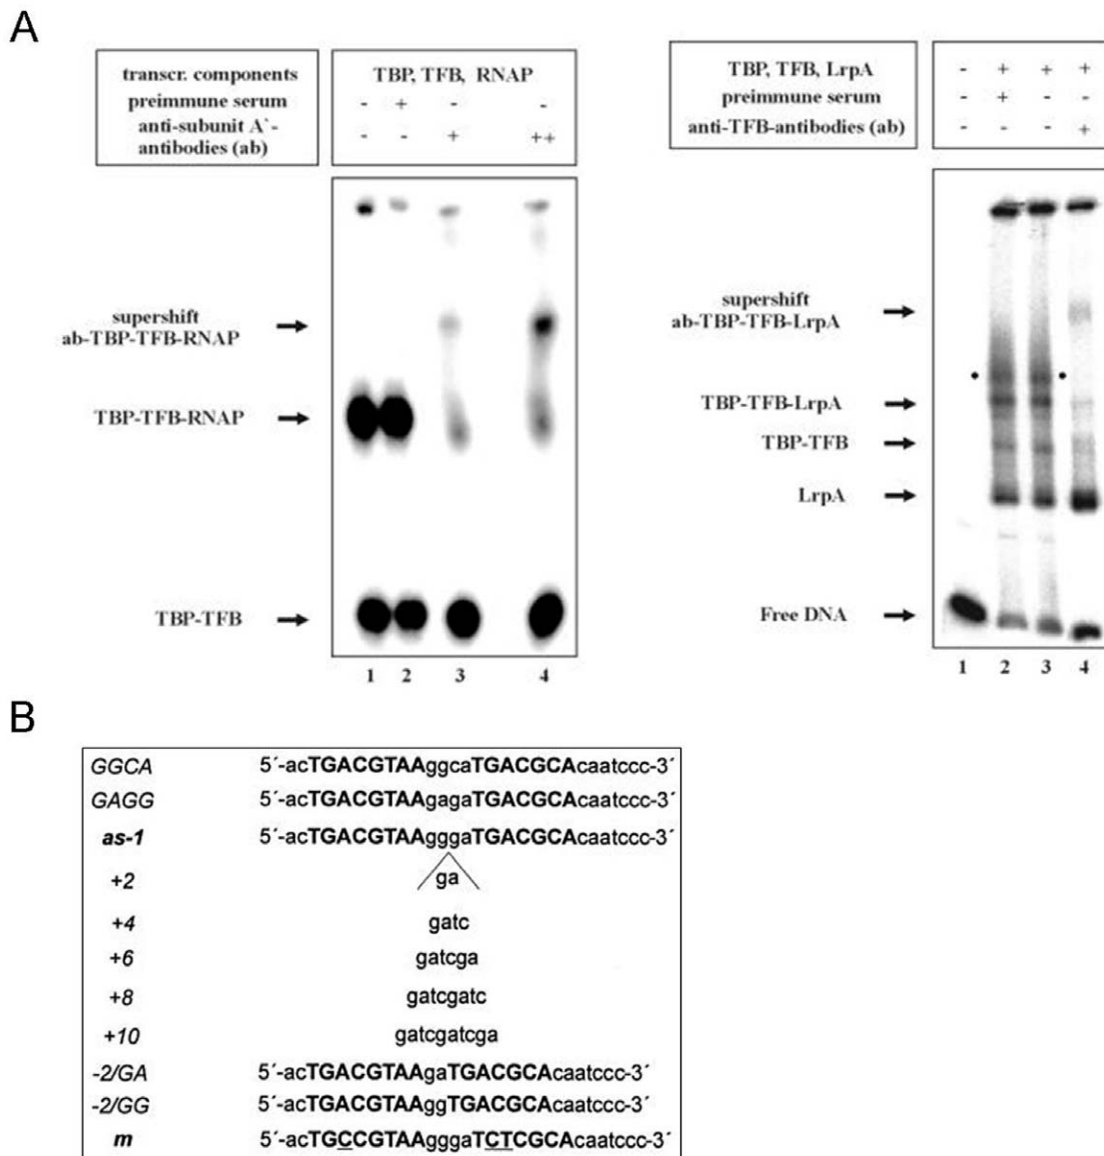 A
transcr. components
preimmune serum
anti-subunit A`-
antibodies (ab)
TBP, TFB, RNAP
- + - -
- - + ++
supershift
ab-TBP-TFB-RNAP
TBP-TFB-RNAP
TBP-TFB
1 2 3 4
TBP, TFB, LrpA
preimmune serum
anti-TFB-antibodies (ab)
- + + +
- + - -
- - - +
supershift
ab-TBP-TFB-LrpA
TBP-TFB-LrpA
TBP-TFB
LrpA
Free DNA
1 2 3 4
B
GGCA 5´-acTGACGTAAggcaTGACGCAcaatccc-3´
GAGG 5´-acTGACGTAAgagaTGACGCAcaatccc-3´
as-1 5´-acTGACGTAAgggaTGACGCAcaatccc-3´
+2 ga
+4 gatc
+6 gatcga
+8 gatcgatc
+10 gatcgatcga
-2/GA 5´-acTGACGTAAgaTGACGCAcaatccc-3´
-2/GG 5´-acTGACGTAAggTGACGCAcaatccc-3´
m 5´-acTGCCGTAAgggaTCTCGCAcaatccc-3´